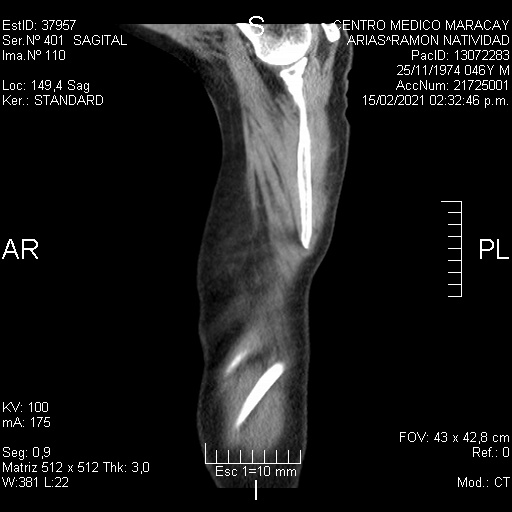 EstID: 37957
Ser.Nº 401 SAGITAL
Ima.Nº 110
Loc: 149,4 Sag
Ker.: STANDARD
S
CENTRO MEDICO MARACAY
ARIAS^RAMON NATIVIDAD
PacID: 13072283
25/11/1974 046Y M
AccNum: 21725001
15/02/2021 02:32:46 p.m.
AR
PL
KV: 100
mA: 175
Seg: 0,9
Matriz 512 x 512 Thk: 3,0
W:381 L:22
Esc 1=10 mm
I
FOV: 43 x 42,8 cm
Ref.: 0
Mod.: CT